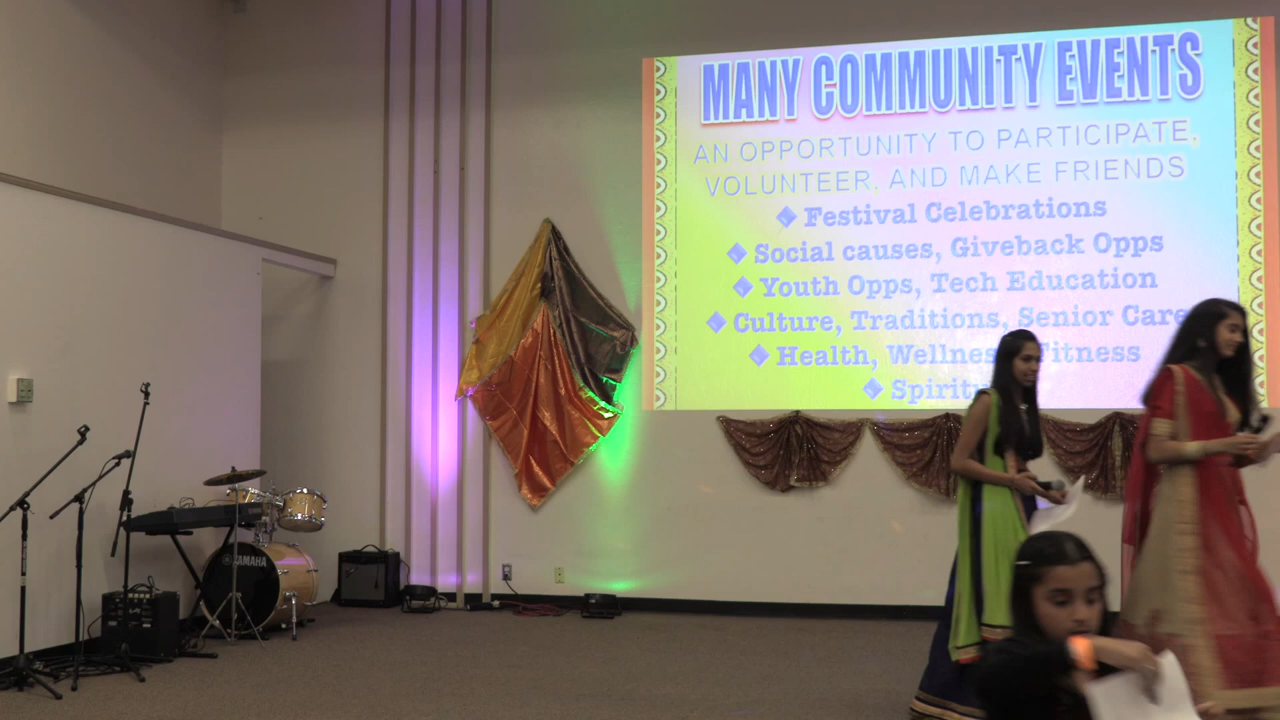 MANY COMMUNITY EVENTS
AN OPPORTUNITY TO PARTICIPATE,
VOLUNTEER, AND MAKE FRIENDS
Festival Celebrations
Social causes, Giveback Opps
Youth Opps, Tech Education
Culture, Traditions, Senior Care
Health, Wellness Fitness
YAMAHA